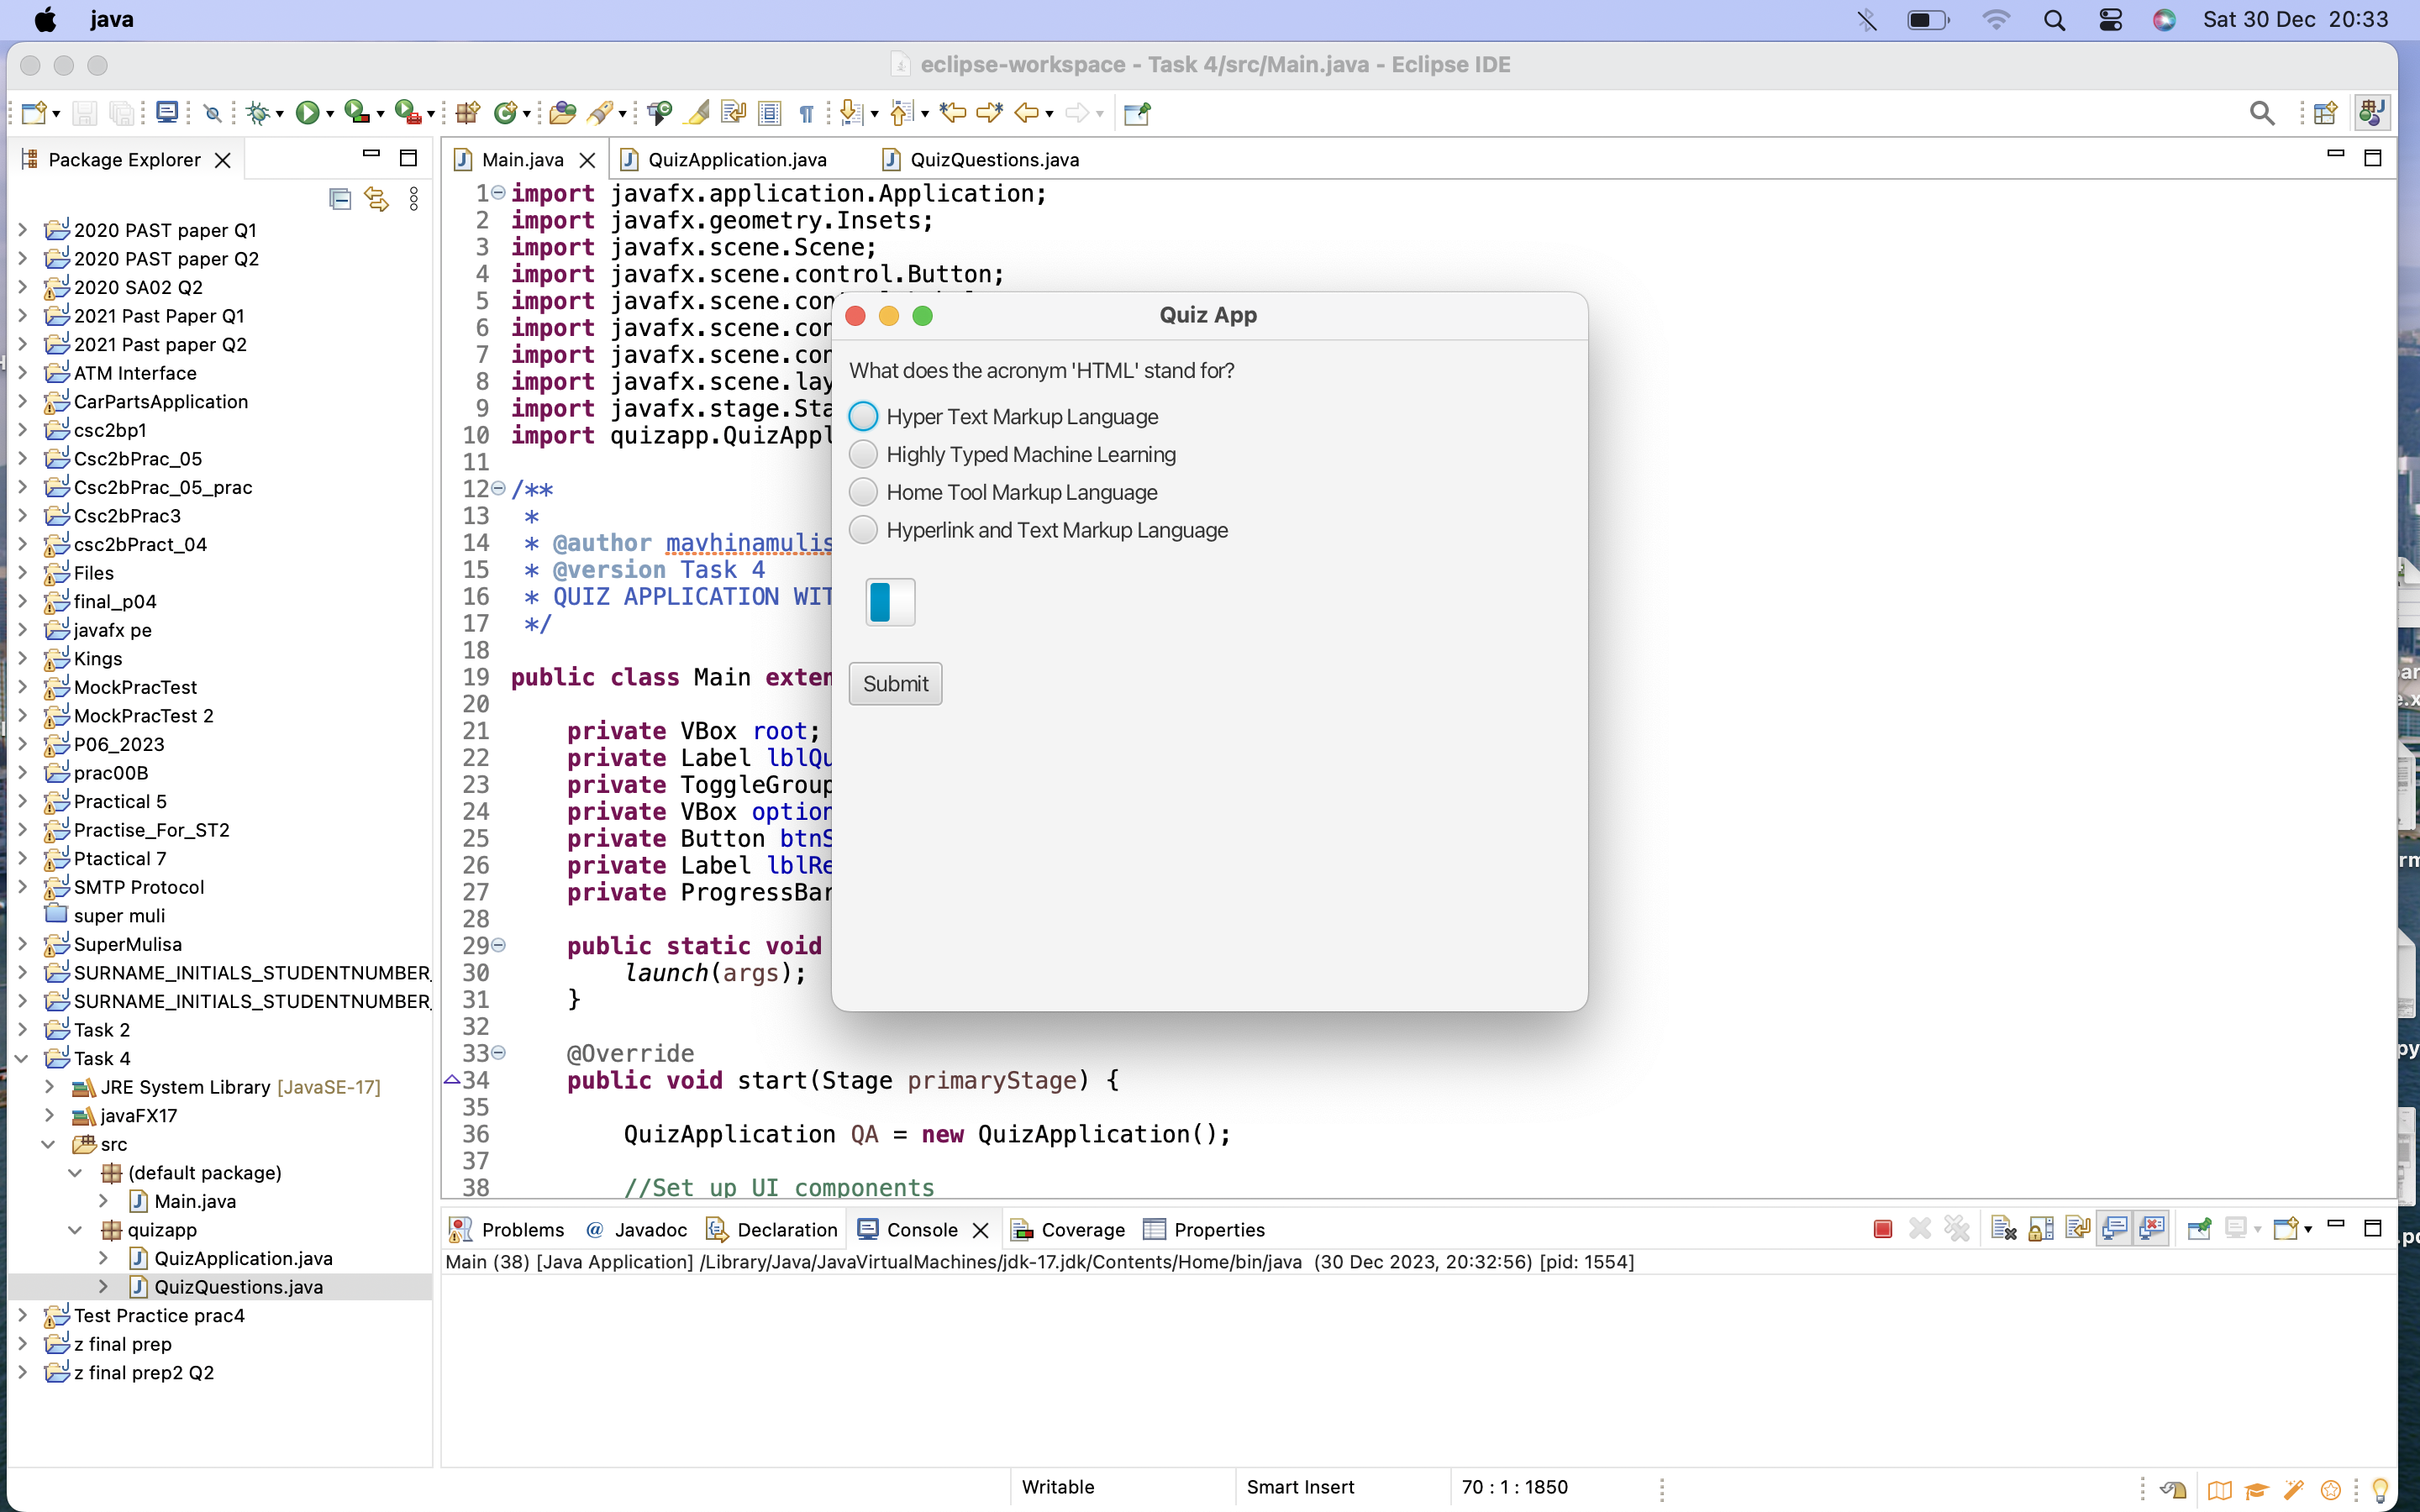 java
Sat 30 Dec 20:33
eclipse-workspace - Task 4/src/Main.java - Eclipse IDE
Package Explorer
2020 PAST paper Q1
2020 PAST paper Q2
2020 SA02 Q2
2021 Past Paper Q1
2021 Past paper Q2
ATM Interface
CarPartsApplication
csc2bp1
Csc2bPrac_05
Csc2bPrac_05_prac
Csc2bPrac3
csc2bPract_04
Files
final_p04
javafx pe
Kings
MockPracTest
MockPracTest 2
P06_2023
prac00B
Practical 5
Practise_For_ST2
Ptactical 7
SMTP Protocol
super muli
SuperMulisa
SURNAME_INITIALS_STUDENTNUMBER_
SURNAME_INITIALS_STUDENTNUMBER_
Task 2
Task 4
JRE System Library [JavaSE-17]
javaFX17
src
(default package)
Main.java
quizapp
QuizApplication.java
QuizQuestions.java
Test Practice prac4
z final prep
z final prep2 Q2
Main.java QuizApplication.java QuizQuestions.java
1 import javafx.application.Application;
2 import javafx.geometry.Insets;
3 import javafx.scene.Scene;
4 import javafx.scene.control.Button;
5 import javafx.scene.con
6 import javafx.scene.con
7 import javafx.scene.con
8 import javafx.scene.lay
9 import javafx.stage.Sta
10 import quizapp.QuizAppl
11
12 /**
13 *
14 * @author mavhinamulis
15 * @version Task 4
16 * QUIZ APPLICATION WIT
17 */
18
19 public class Main exten
20
21 private VBox root;
22 private Label lblQu
23 private ToggleGroup
24 private VBox option
25 private Button btnS
26 private Label lblRe
27 private ProgressBar
28
29 public static void
30 launch(args);
31 }
32
33 @Override
34 public void start(Stage primaryStage) {
35
36 QuizApplication QA = new QuizApplication();
37
38 //Set up UI components
Quiz App
What does the acronym 'HTML' stand for?
Hyper Text Markup Language
Highly Typed Machine Learning
Home Tool Markup Language
Hyperlink and Text Markup Language
Submit
Problems Javadoc Declaration Console Coverage Properties
Main (38) [Java Application] /Library/Java/JavaVirtualMachines/jdk-17.jdk/Contents/Home/bin/java (30 Dec 2023, 20:32:56) [pid: 1554]
Writable Smart Insert 70 : 1 : 1850